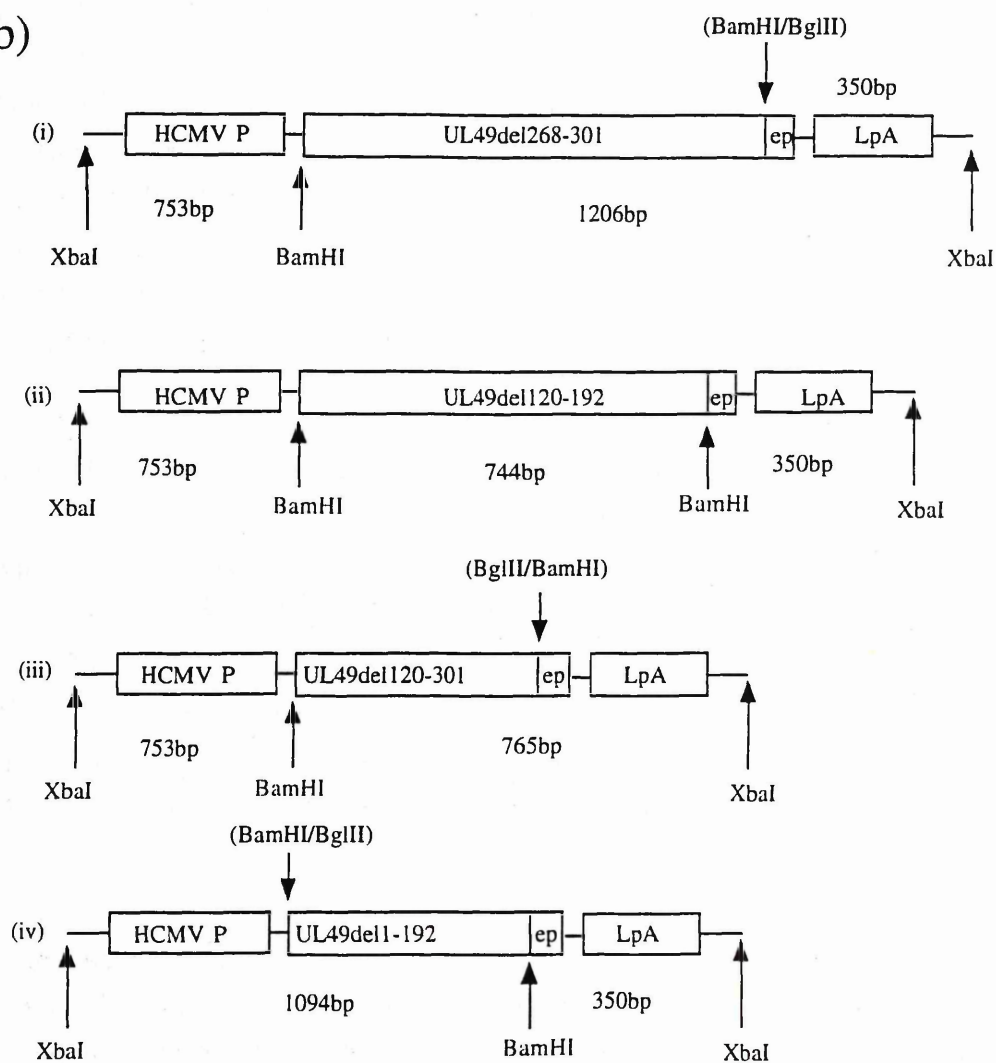 b)
(BamHI/BglII)
350bp
(i) HCMV P UL49del268-301 ep LpA
753bp 1206bp
XbaI BamHI XbaI
(ii) HCMV P UL49del120-192 ep LpA
753bp 744bp 350bp
XbaI BamHI BamHI XbaI
(BglII/BamHI)
(iii) HCMV P UL49del120-301 ep LpA
753bp 765bp
XbaI BamHI XbaI
(BamHI/BglII)
(iv) HCMV P UL49del1-192 ep LpA
1094bp 350bp
XbaI BamHI XbaI